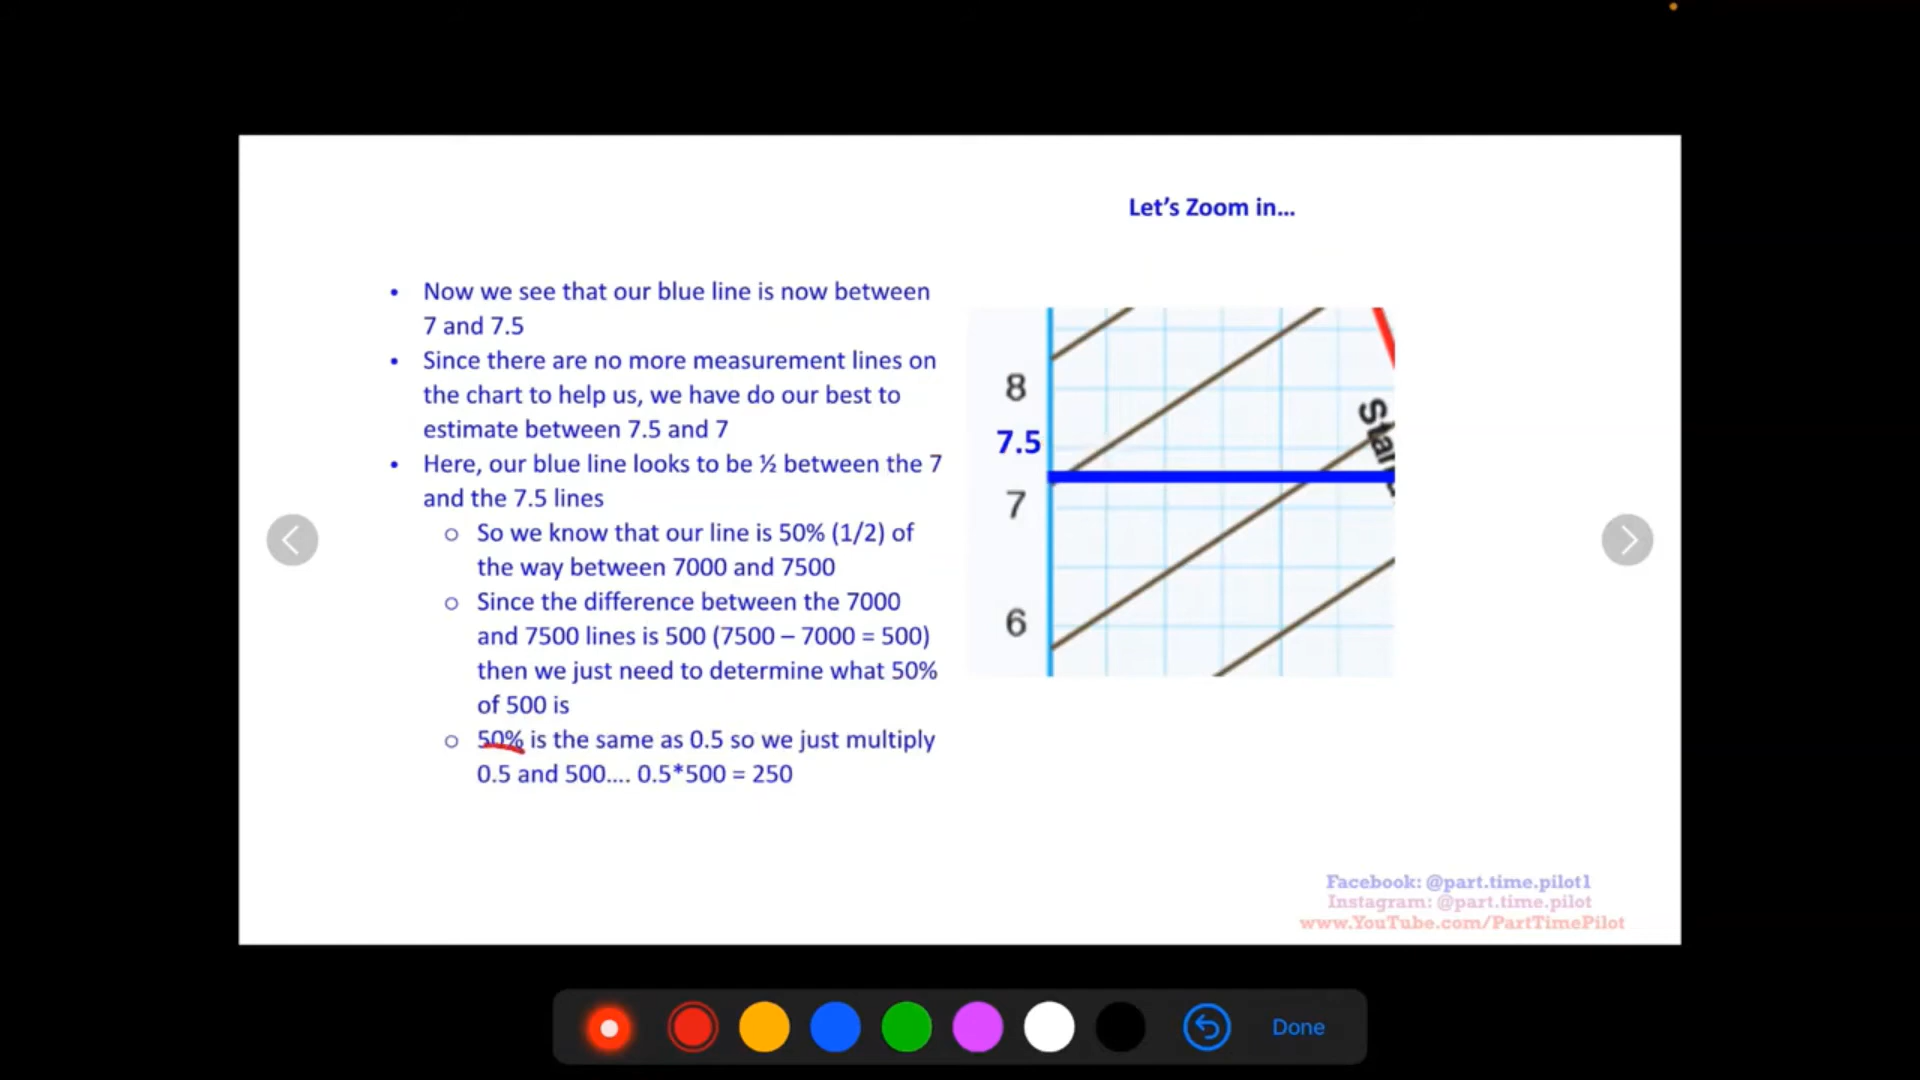 Let's Zoom in...
• Now we see that our blue line is now between
7 and 7.5
• Since there are no more measurement lines on
the chart to help us, we have do our best to
estimate between 7.5 and 7
• Here, our blue line looks to be ½ between the 7
and the 7.5 lines
○ So we know that our line is 50% (1/2) of
the way between 7000 and 7500
○ Since the difference between the 7000
and 7500 lines is 500 (7500 – 7000 = 500)
then we just need to determine what 50%
of 500 is
○ 50% is the same as 0.5 so we just multiply
0.5 and 500.... 0.5*500 = 250
8
7.5
7
6
Facebook: @part.time.pilot1
Instagram: @part.time.pilot
www.YouTube.com/PartTimePilot
Done